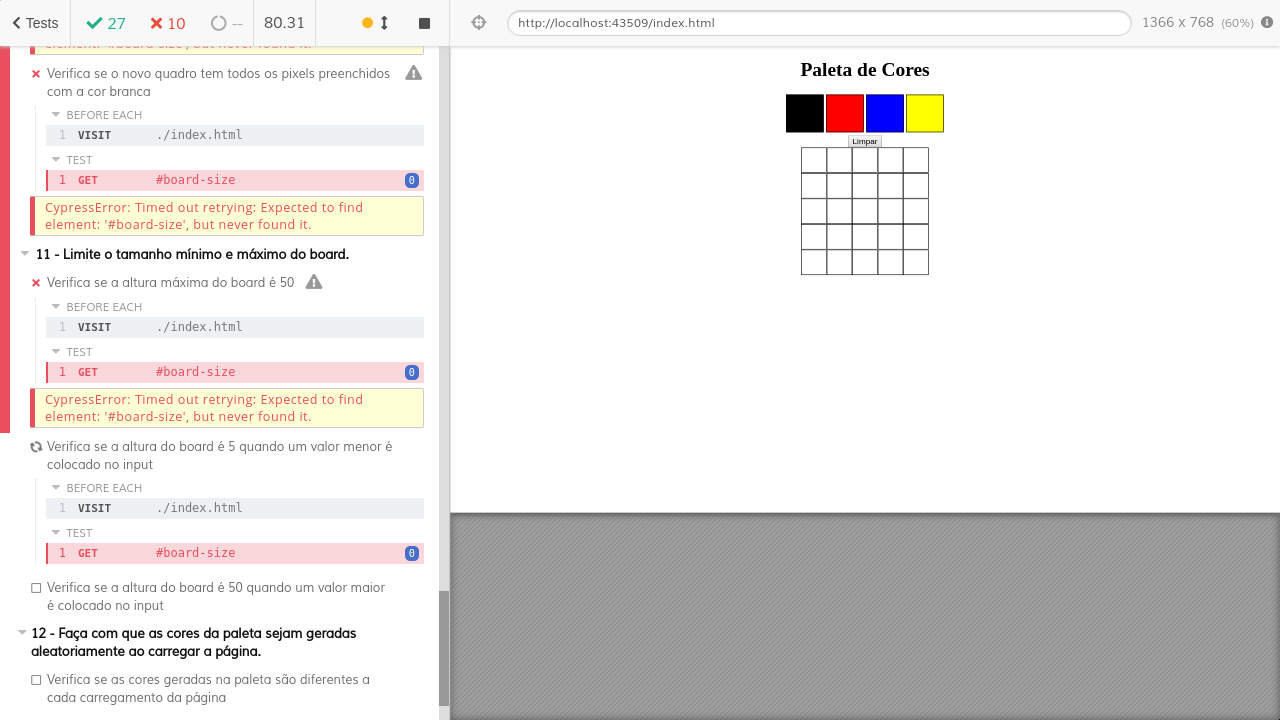 Tests 27 10 -- 80.31
http://localhost:43509/index.html 1366 x 768 (60%)
element: '#board-size', but never found it.
Verifica se o novo quadro tem todos os pixels preenchidos
com a cor branca
BEFORE EACH
1 VISIT ./index.html
TEST
1 GET #board-size 0
CypressError: Timed out retrying: Expected to find
element: '#board-size', but never found it.
11 - Limite o tamanho mínimo e máximo do board.
Verifica se a altura máxima do board é 50
BEFORE EACH
1 VISIT ./index.html
TEST
1 GET #board-size 0
CypressError: Timed out retrying: Expected to find
element: '#board-size', but never found it.
Verifica se a altura do board é 5 quando um valor menor é
colocado no input
BEFORE EACH
1 VISIT ./index.html
TEST
1 GET #board-size 0
Verifica se a altura do board é 50 quando um valor maior
é colocado no input
12 - Faça com que as cores da paleta sejam geradas
aleatoriamente ao carregar a página.
Verifica se as cores geradas na paleta são diferentes a
cada carregamento da página
Paleta de Cores
Limpar